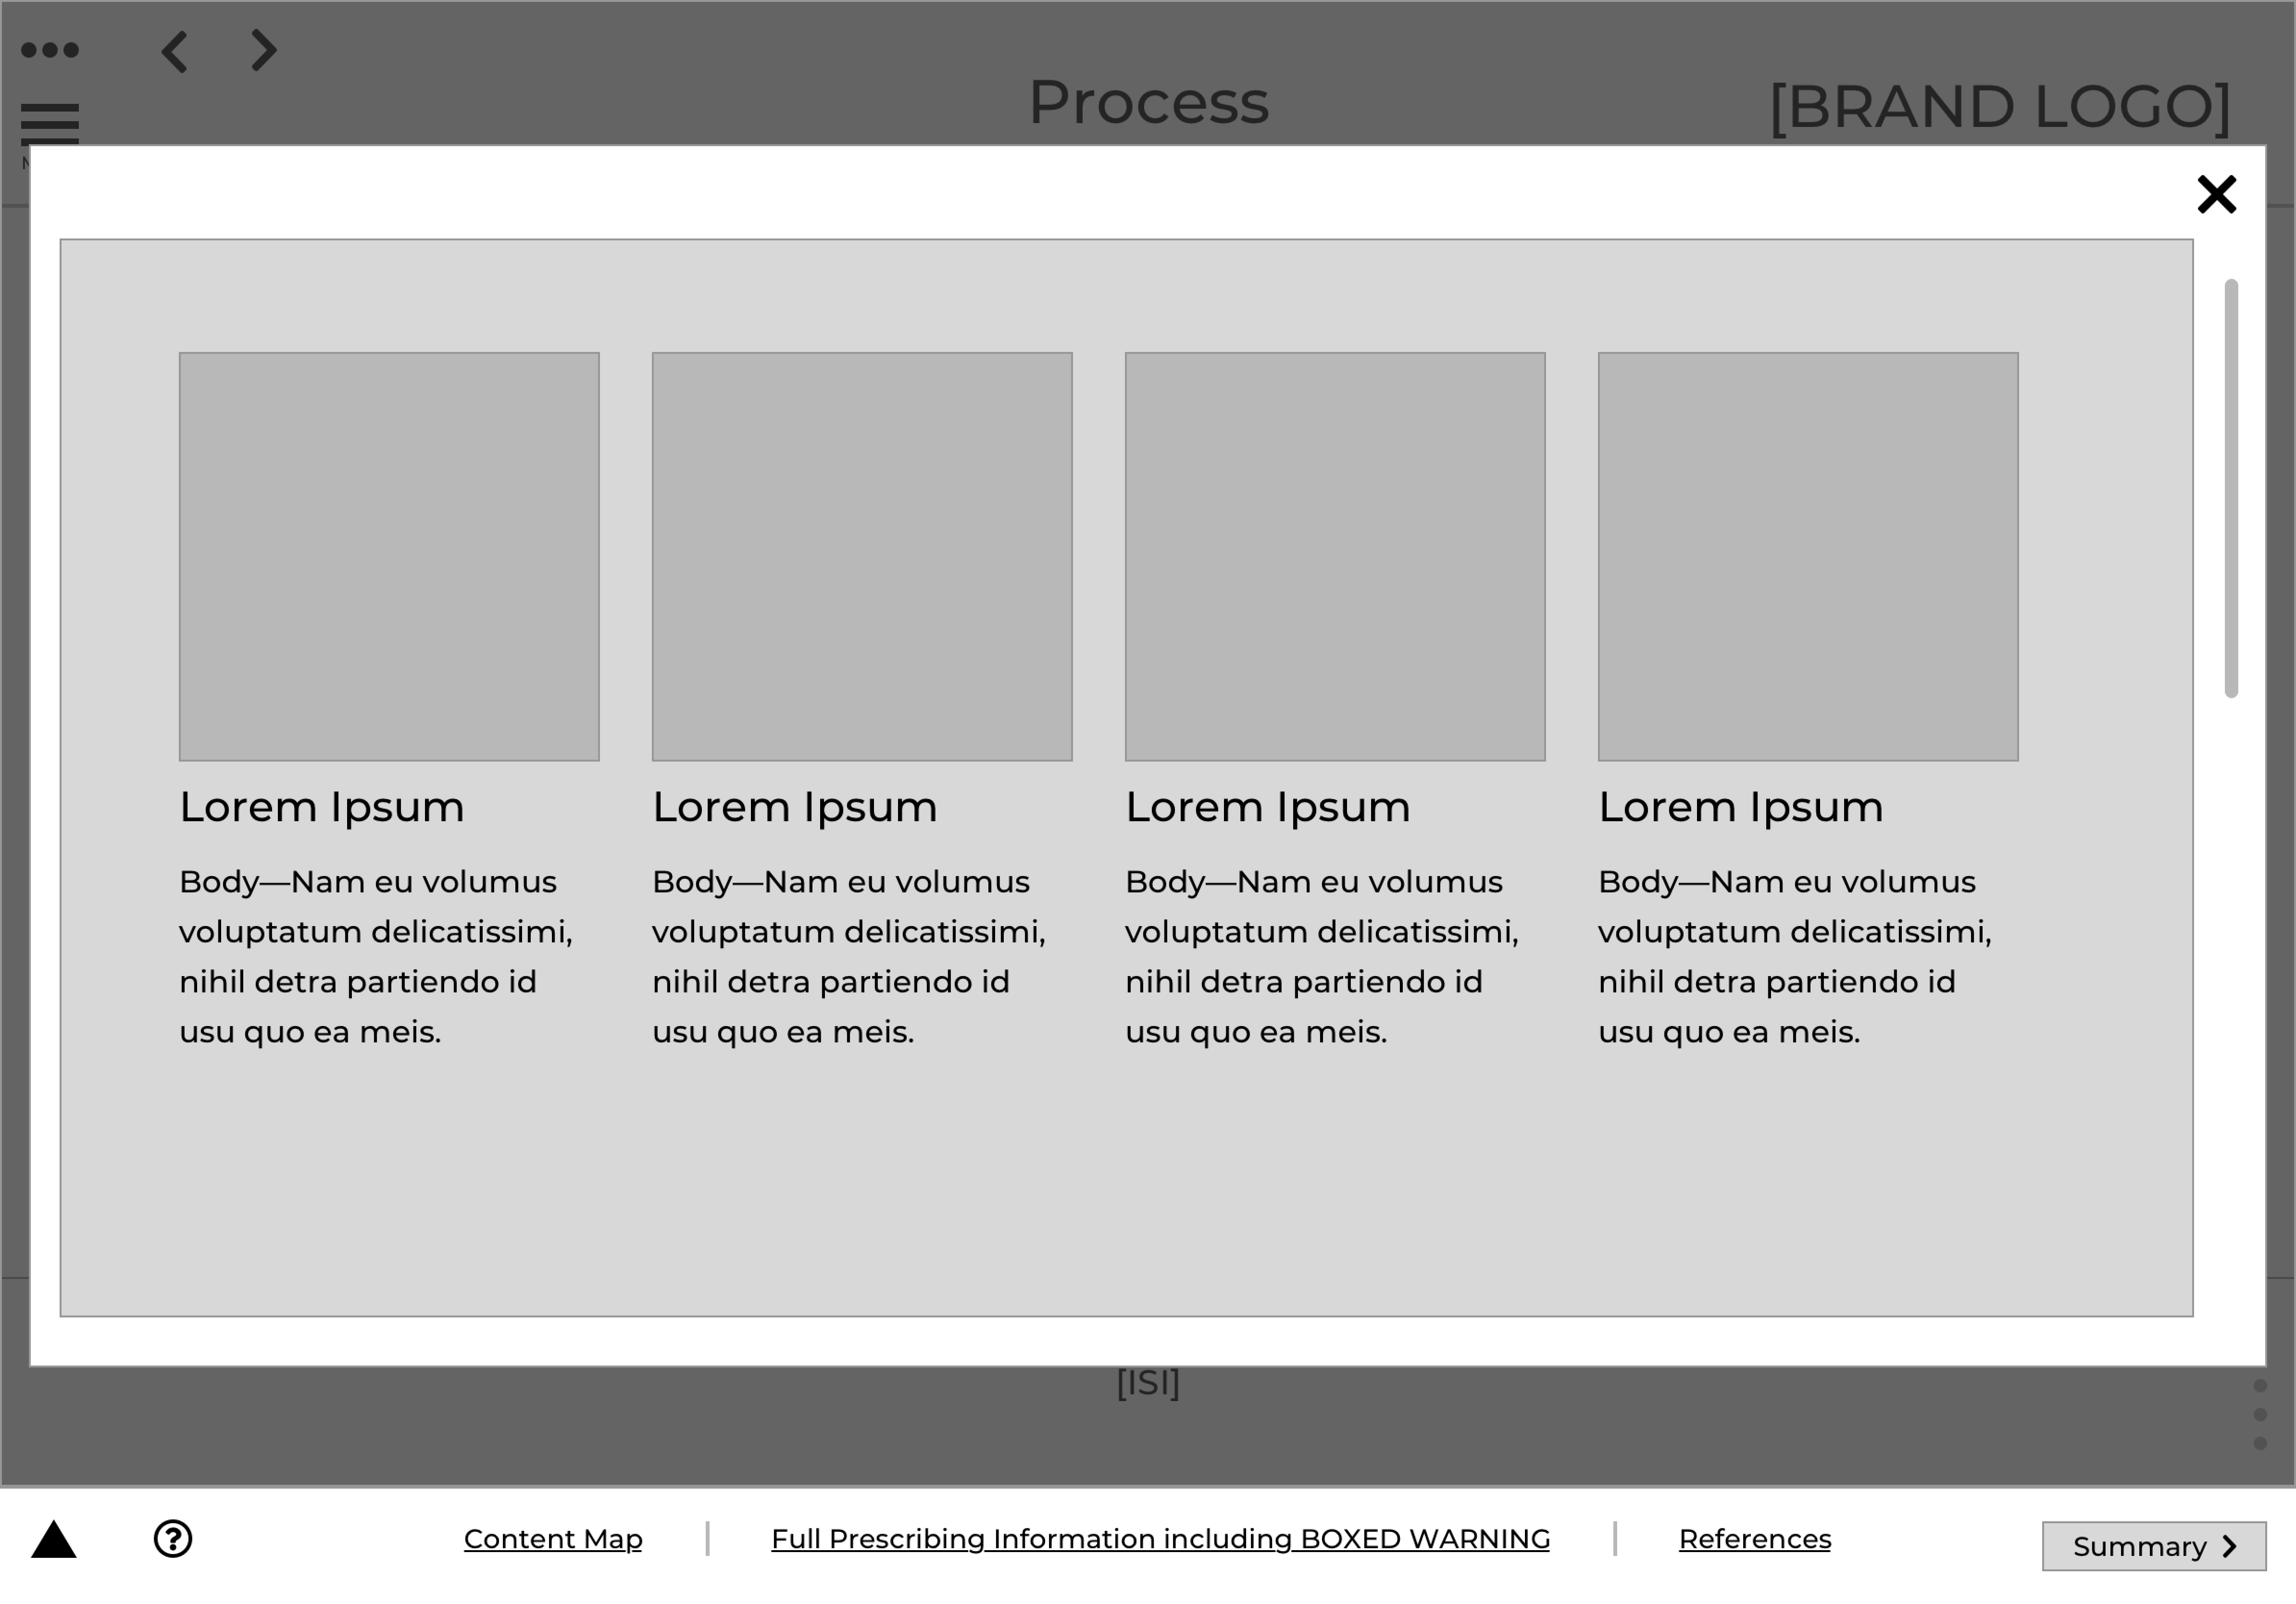 Process
[BRAND LOGO]
Lorem Ipsum
Body—Nam eu volumus
voluptatum delicatissimi,
nihil detra partiendo id
usu quo ea meis.
Lorem Ipsum
Body—Nam eu volumus
voluptatum delicatissimi,
nihil detra partiendo id
usu quo ea meis.
Lorem Ipsum
Body—Nam eu volumus
voluptatum delicatissimi,
nihil detra partiendo id
usu quo ea meis.
Lorem Ipsum
Body—Nam eu volumus
voluptatum delicatissimi,
nihil detra partiendo id
usu quo ea meis.
[ISI]
Content Map
Full Prescribing Information including BOXED WARNING
References
Summary